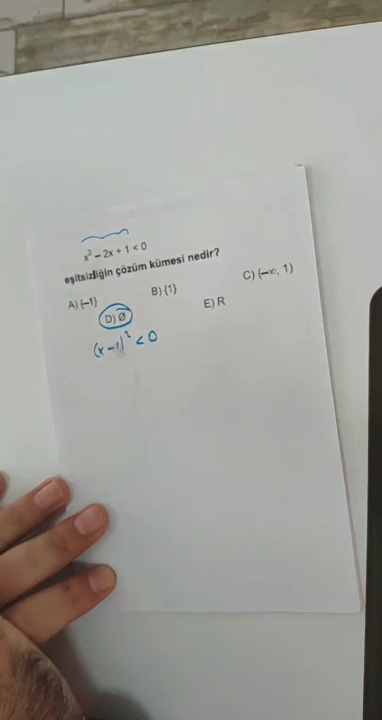 x² – 2x + 1 < 0
eşitsizliğin çözüm kümesi nedir?
A) {–1}
B) {1}
C) (–∞, 1)
D) Ø
E) R
(x – 1)² < 0